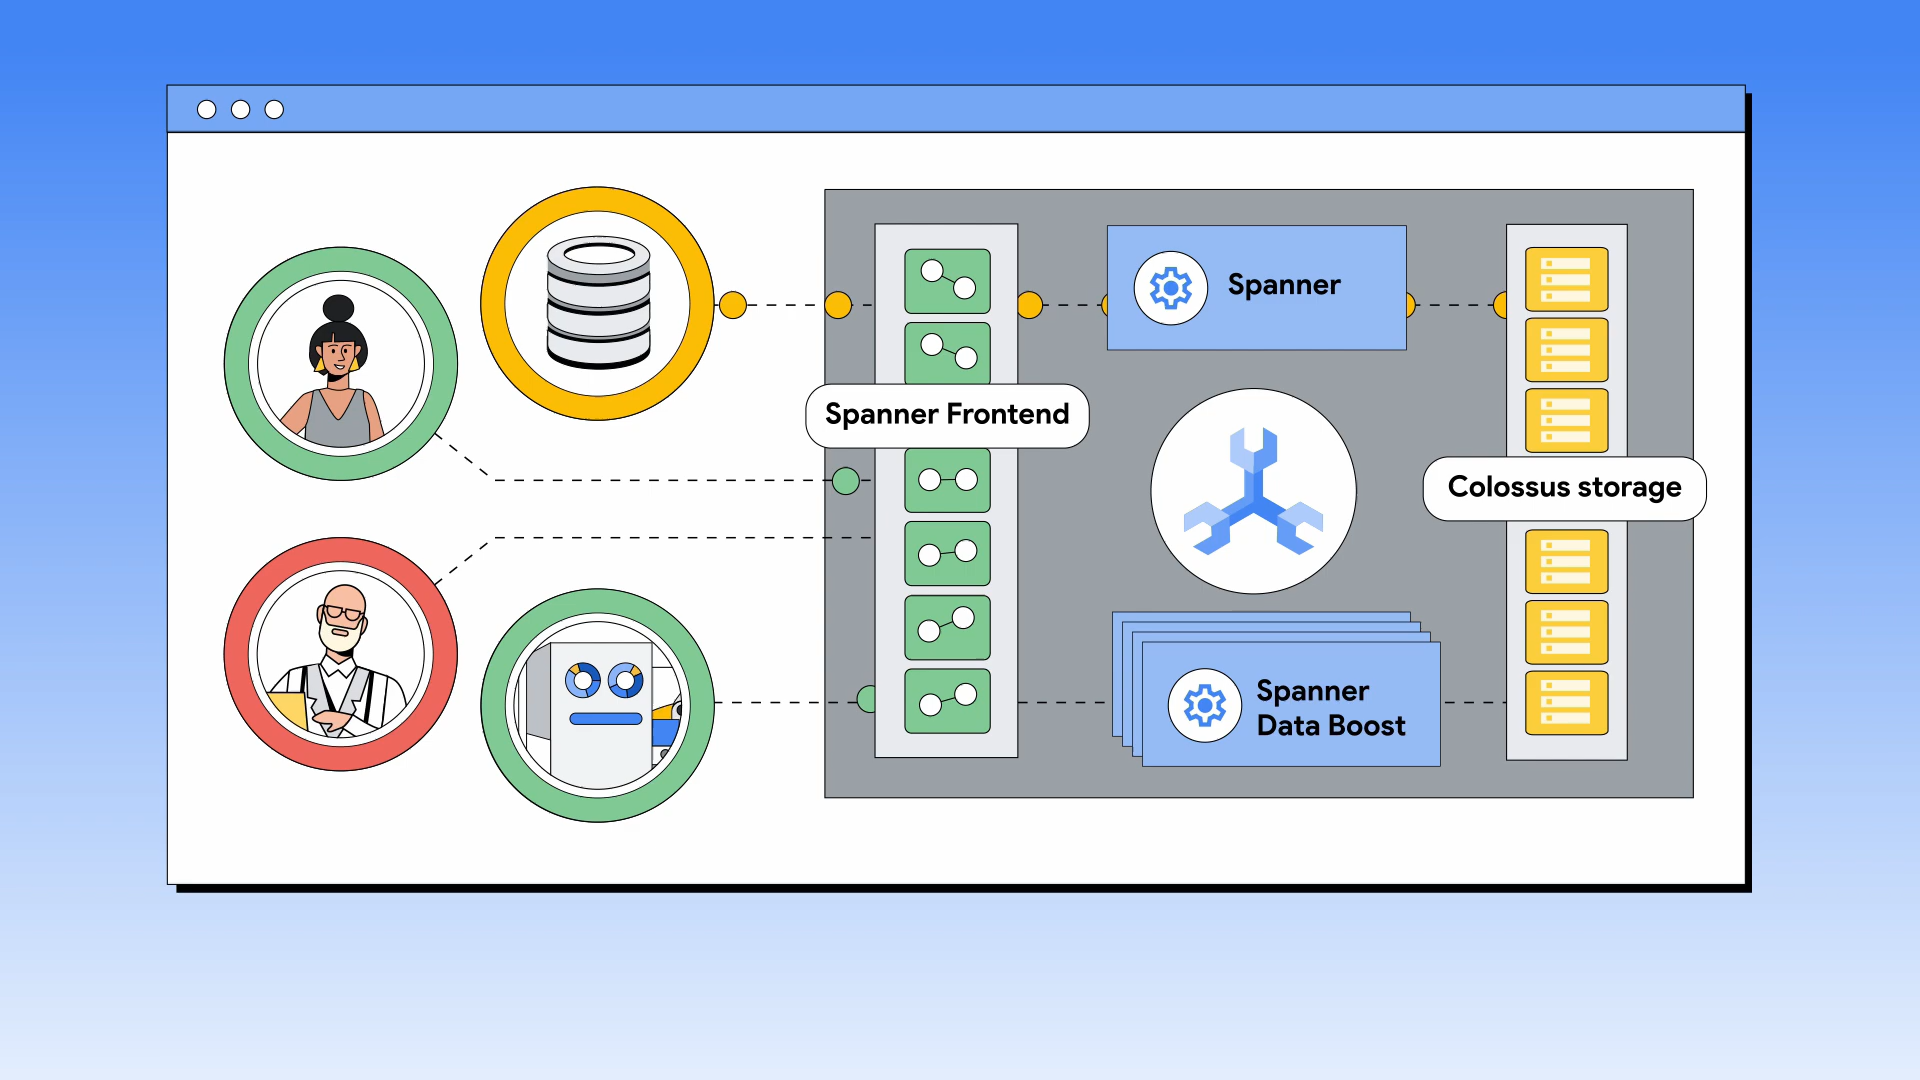 Spanner
Spanner Frontend
Colossus storage
Spanner
Data Boost